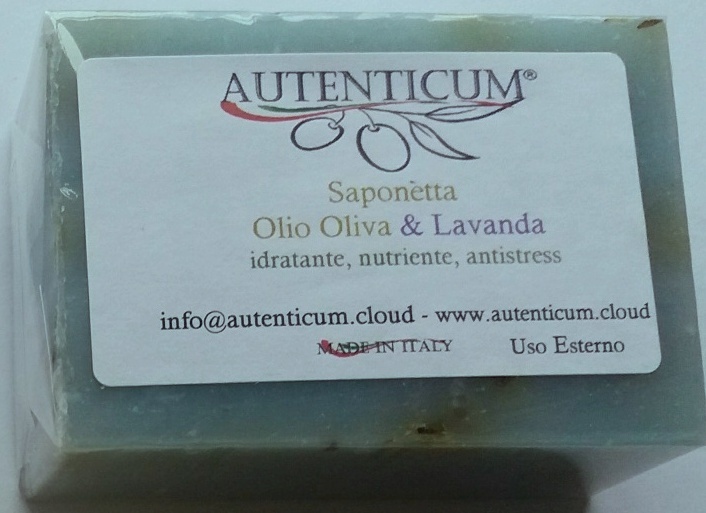 AUTENTICUM®
Saponetta
Olio Oliva & Lavanda
idratante, nutriente, antistress
info@autenticum.cloud - www.autenticum.cloud
MADE IN ITALY Uso Esterno